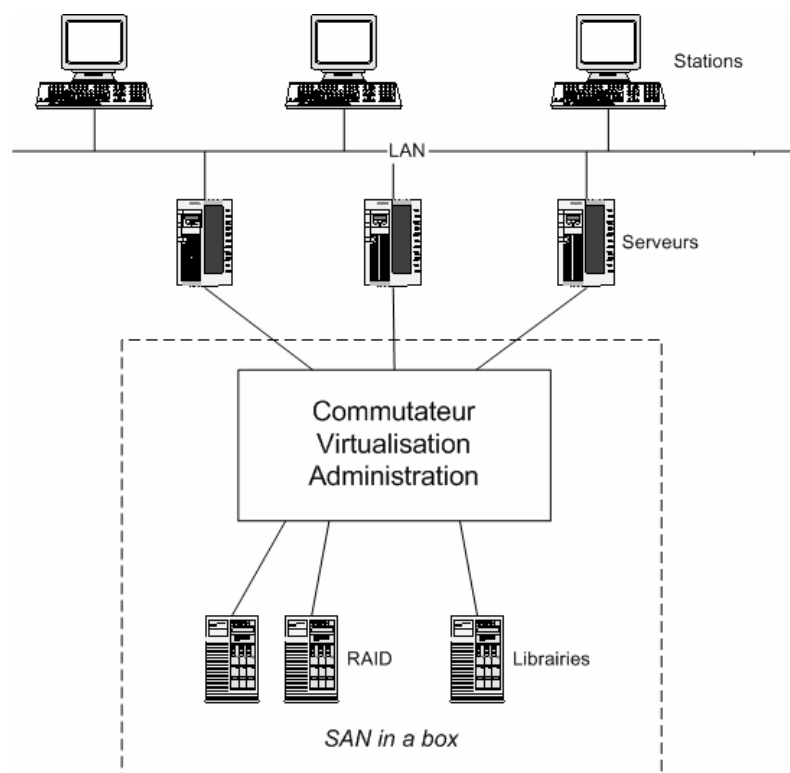 Stations
LAN
Serveurs
Commutateur
Virtualisation
Administration
RAID
Librairies
SAN in a box